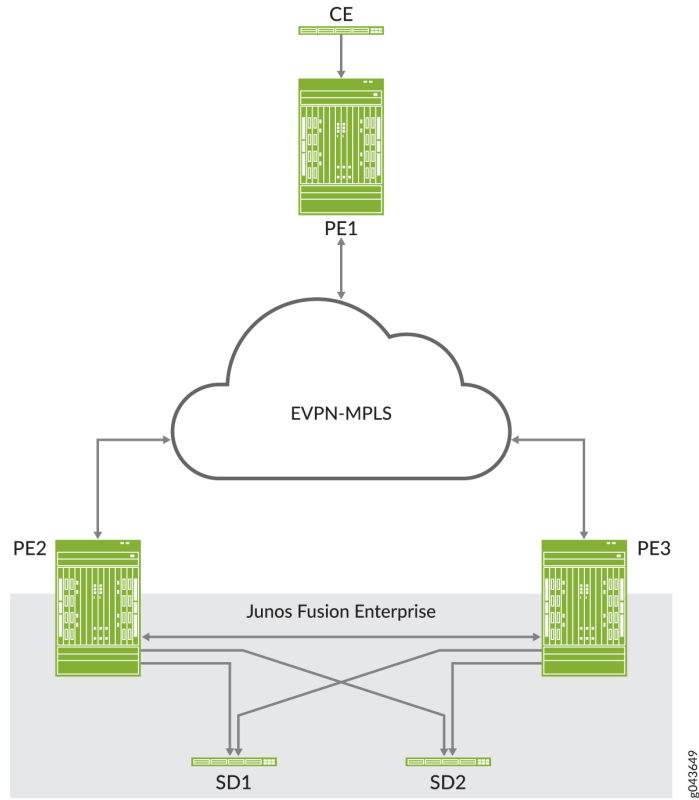 CE
PE1
EVPN-MPLS
PE2
PE3
Junos Fusion Enterprise
SD1
SD2
g043649